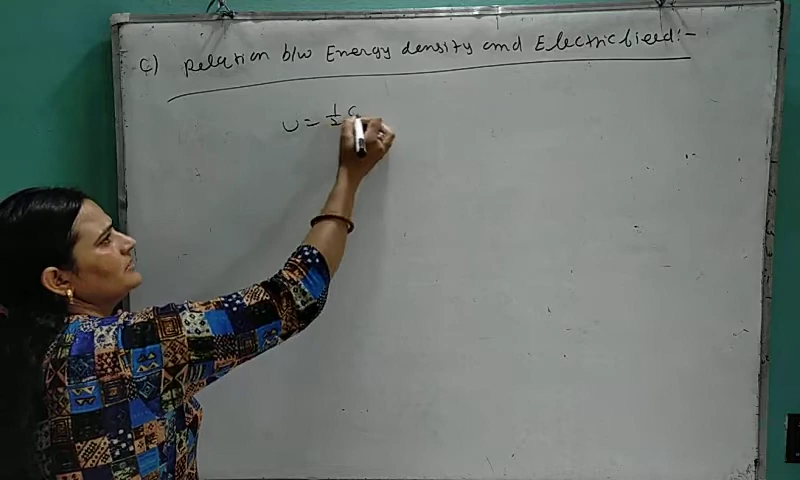 C) Relation b/w Energy density and Electric field:-
U = 1/2 C